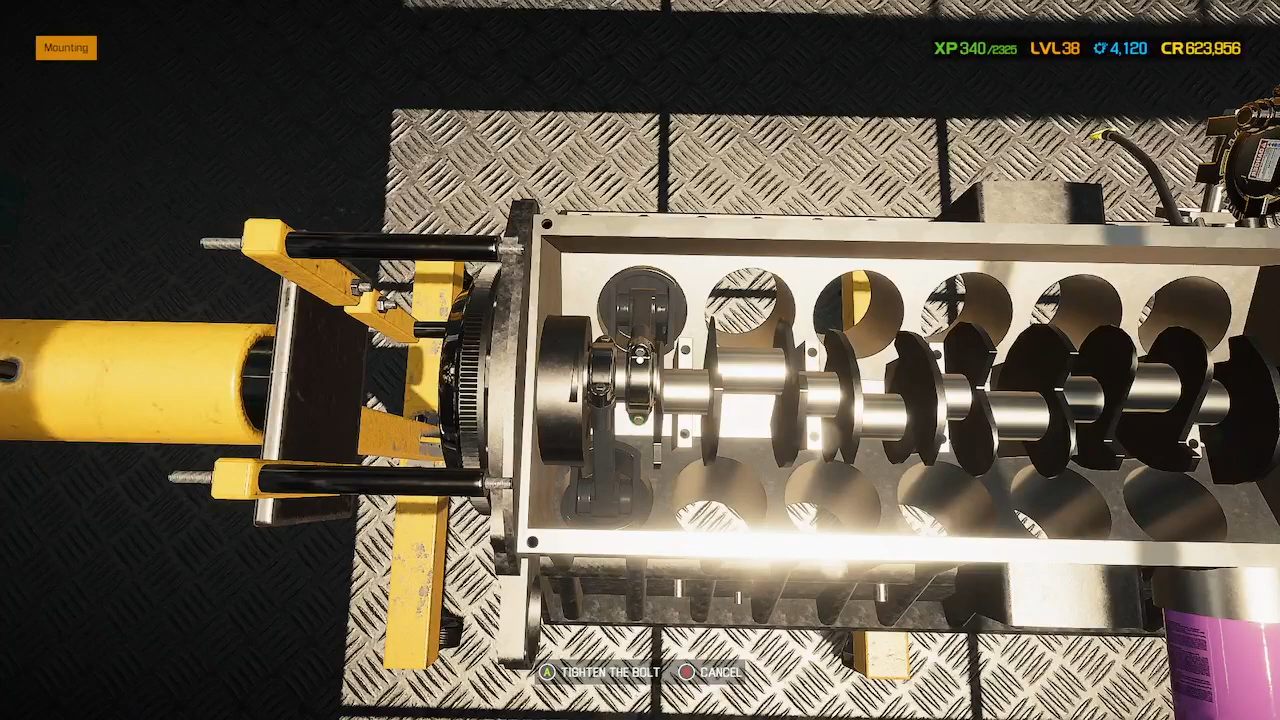 Mounting
XP 340/2325 LVL 38 4,120 CR 623,956
A TIGHTEN THE BOLT CANCEL